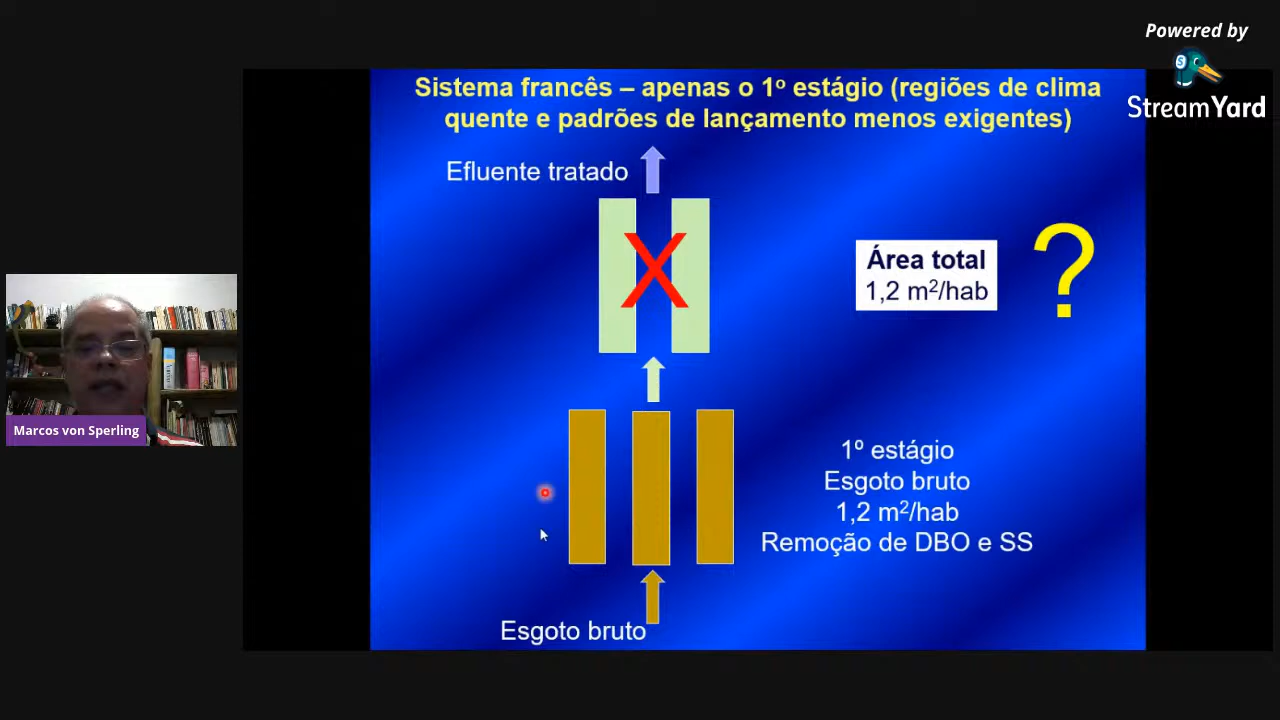 Powered by
StreamYard
Sistema francês – apenas o 1º estágio (regiões de clima
quente e padrões de lançamento menos exigentes)
Efluente tratado
X
Área total
1,2 m²/hab
?
1º estágio
Esgoto bruto
1,2 m²/hab
Remoção de DBO e SS
Esgoto bruto
Marcos von Sperling